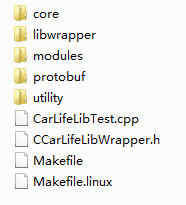 core
libwrapper
modules
protobuf
utility
CarLifeLibTest.cpp
CCarLifeLibWrapper.h
Makefile
Makefile.linux